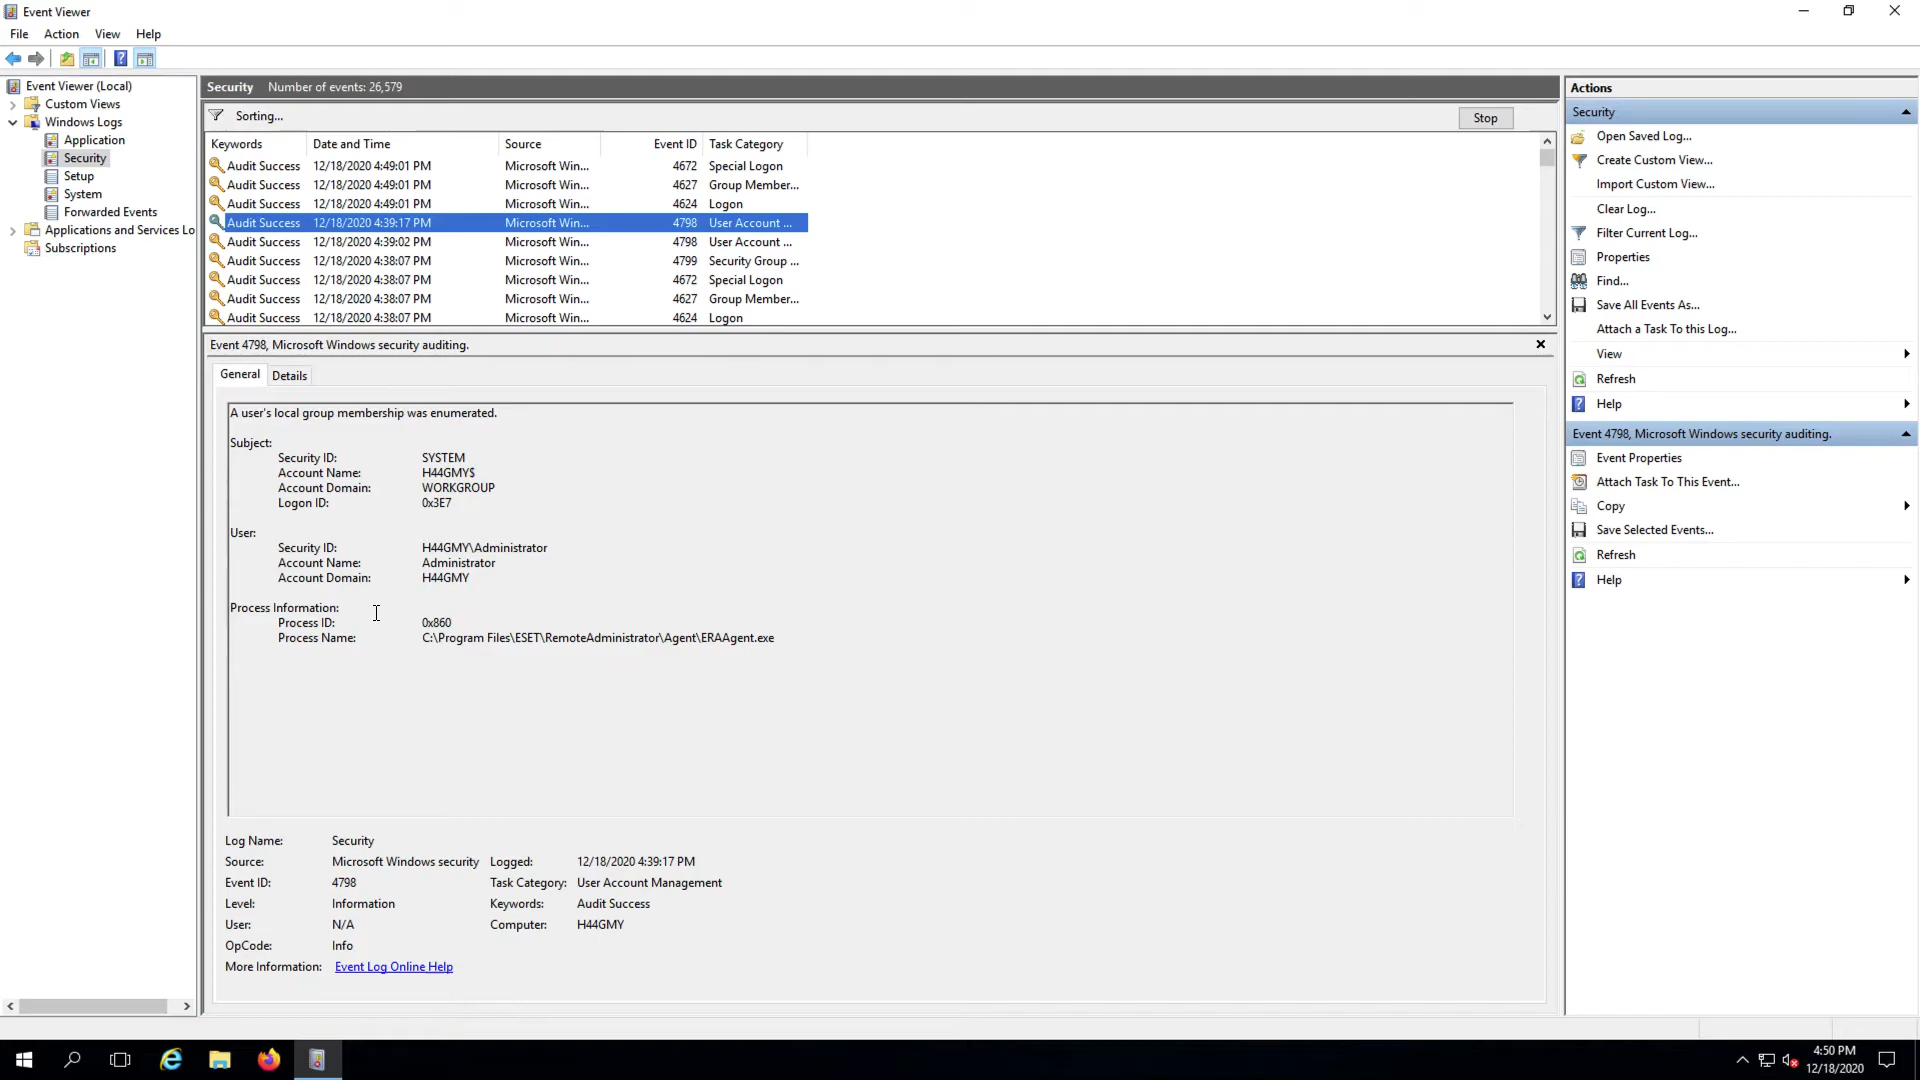 Event Viewer
File Action View Help
Event Viewer (Local)
Custom Views
Windows Logs
Application
Security
Setup
System
Forwarded Events
Applications and Services Lo
Subscriptions
Security Number of events: 26,579
Sorting... Stop
Keywords Date and Time Source Event ID Task Category
Audit Success 12/18/2020 4:49:01 PM Microsoft Win... 4672 Special Logon
Audit Success 12/18/2020 4:49:01 PM Microsoft Win... 4627 Group Member...
Audit Success 12/18/2020 4:49:01 PM Microsoft Win... 4624 Logon
Audit Success 12/18/2020 4:39:17 PM Microsoft Win... 4798 User Account ...
Audit Success 12/18/2020 4:39:02 PM Microsoft Win... 4798 User Account ...
Audit Success 12/18/2020 4:38:07 PM Microsoft Win... 4799 Security Group ...
Audit Success 12/18/2020 4:38:07 PM Microsoft Win... 4672 Special Logon
Audit Success 12/18/2020 4:38:07 PM Microsoft Win... 4627 Group Member...
Audit Success 12/18/2020 4:38:07 PM Microsoft Win... 4624 Logon
Event 4798, Microsoft Windows security auditing.
General Details
A user's local group membership was enumerated.
Subject:
Security ID: SYSTEM
Account Name: H44GMY$
Account Domain: WORKGROUP
Logon ID: 0x3E7
User:
Security ID: H44GMY\Administrator
Account Name: Administrator
Account Domain: H44GMY
Process Information:
Process ID: 0x860
Process Name: C:\Program Files\ESET\RemoteAdministrator\Agent\ERAAgent.exe
Log Name: Security
Source: Microsoft Windows security Logged: 12/18/2020 4:39:17 PM
Event ID: 4798 Task Category: User Account Management
Level: Information Keywords: Audit Success
User: N/A Computer: H44GMY
OpCode: Info
More Information: Event Log Online Help
Actions
Security
Open Saved Log...
Create Custom View...
Import Custom View...
Clear Log...
Filter Current Log...
Properties
Find...
Save All Events As...
Attach a Task To this Log...
View
Refresh
Help
Event 4798, Microsoft Windows security auditing.
Event Properties
Attach Task To This Event...
Copy
Save Selected Events...
Refresh
Help
4:50 PM
12/18/2020